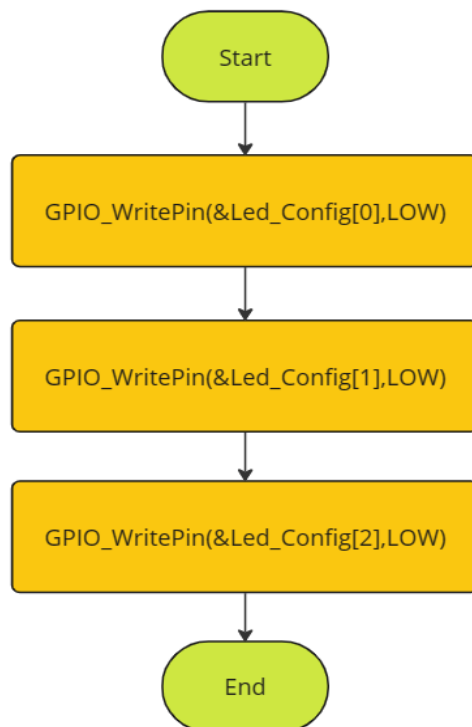 Start
GPIO_WritePin(&Led_Config[0],LOW)
GPIO_WritePin(&Led_Config[1],LOW)
GPIO_WritePin(&Led_Config[2],LOW)
End